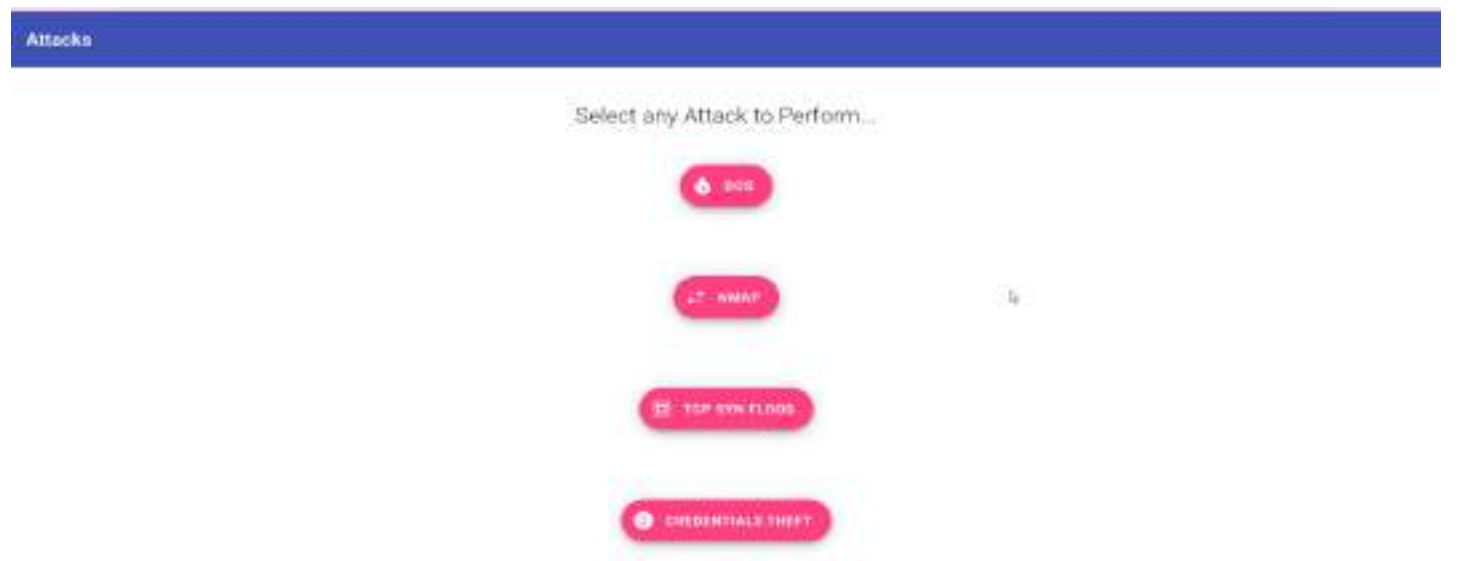 Attacks
Select any Attack to Perform...
DOS
NMAP
TCP SYN FLOOD
CREDENTIALS THEFT